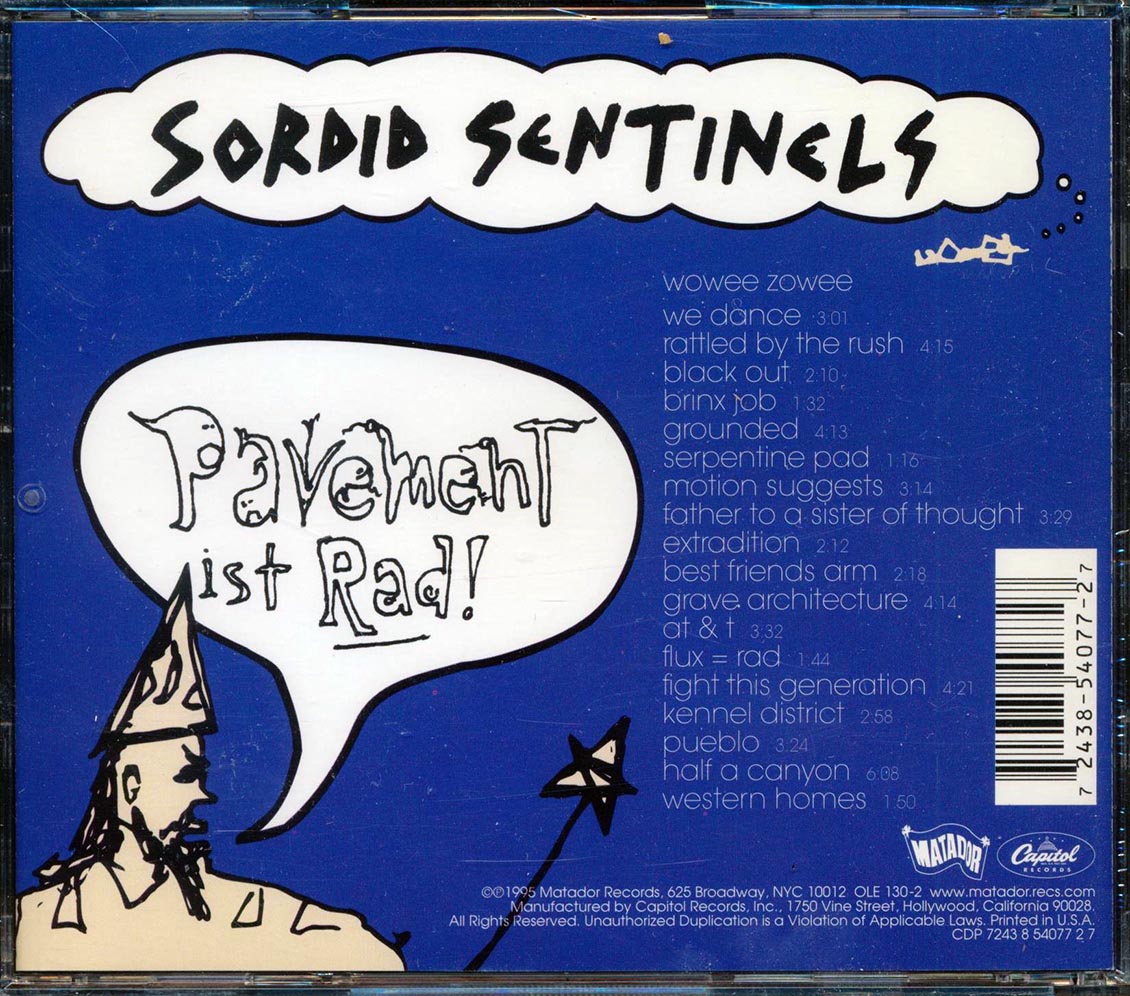 SORDID SENTINELS
wowee zowee
we dance 3:01
rattled by the rush 4:15
black out 2:10
brinx job 1:32
grounded 4:13
serpentine pad 1:16
motion suggests 3:14
father to a sister of thought 3:29
extradition 2:12
best friends arm 2:18
grave architecture 4:14
at & t 3:32
flux = rad 1:44
fight this generation 4:21
kennel district 2:58
pueblo 3:24
half a canyon 6:08
western homes 1:50
Pavement
ist Rad!
7 2438-54077-2 7
MATADOR
Capitol
RECORDS
©℗1995 Matador Records, 625 Broadway, NYC 10012 OLE 130-2 www.matador.recs.com
Manufactured by Capitol Records, Inc., 1750 Vine Street, Hollywood, California 90028.
All Rights Reserved. Unauthorized Duplication is a Violation of Applicable Laws. Printed in U.S.A.
CDP 7243 8 54077 2 7